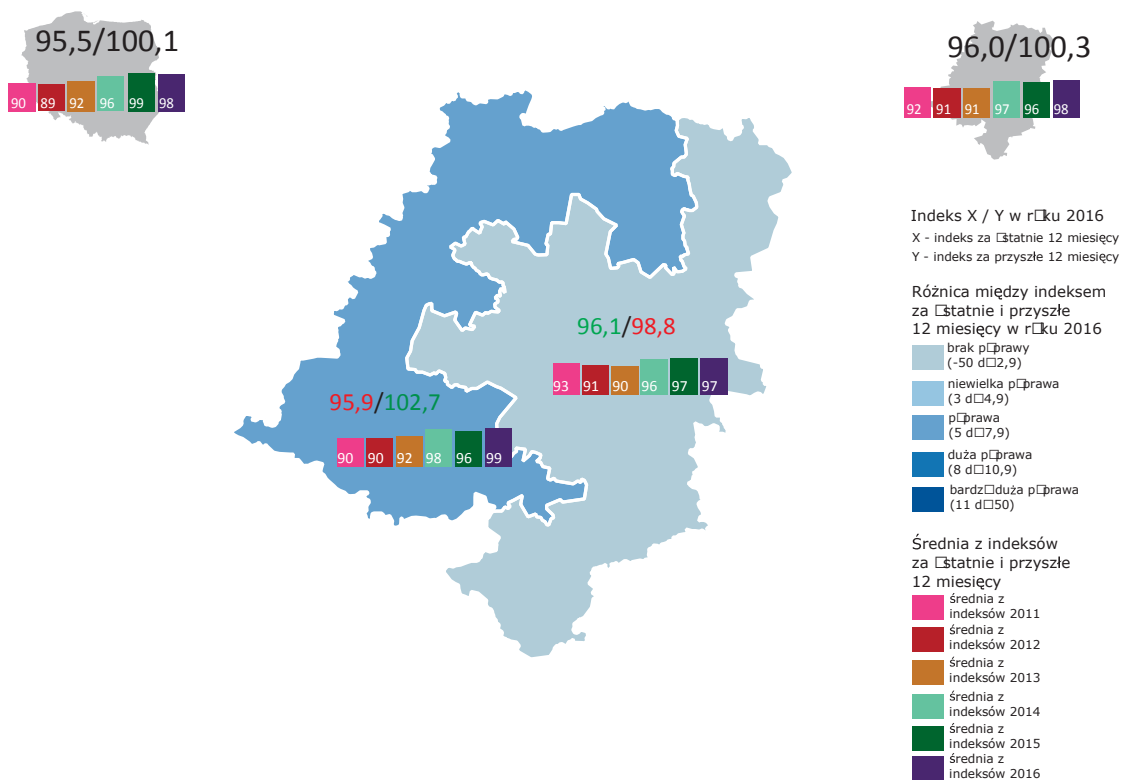 95,5/100,1
90 89 92 96 99 98
96,0/100,3
92 91 91 97 96 98
96,1/98,8
93 91 90 96 97 97
95,9/102,7
90 90 92 98 96 99
Indeks X / Y w r□ku 2016
X - indeks za □statnie 12 miesięcy
Y - indeks za przyszłe 12 miesięcy
Różnica między indeksem
za □statnie i przyszłe
12 miesięcy w r□ku 2016
brak p□prawy
(-50 d□2,9)
niewielka p□prawa
(3 d□4,9)
p□prawa
(5 d□7,9)
duża p□prawa
(8 d□10,9)
bardz□duża p□prawa
(11 d□50)
Średnia z indeksów
za □statnie i przyszłe
12 miesięcy
średnia z
indeksów 2011
średnia z
indeksów 2012
średnia z
indeksów 2013
średnia z
indeksów 2014
średnia z
indeksów 2015
średnia z
indeksów 2016